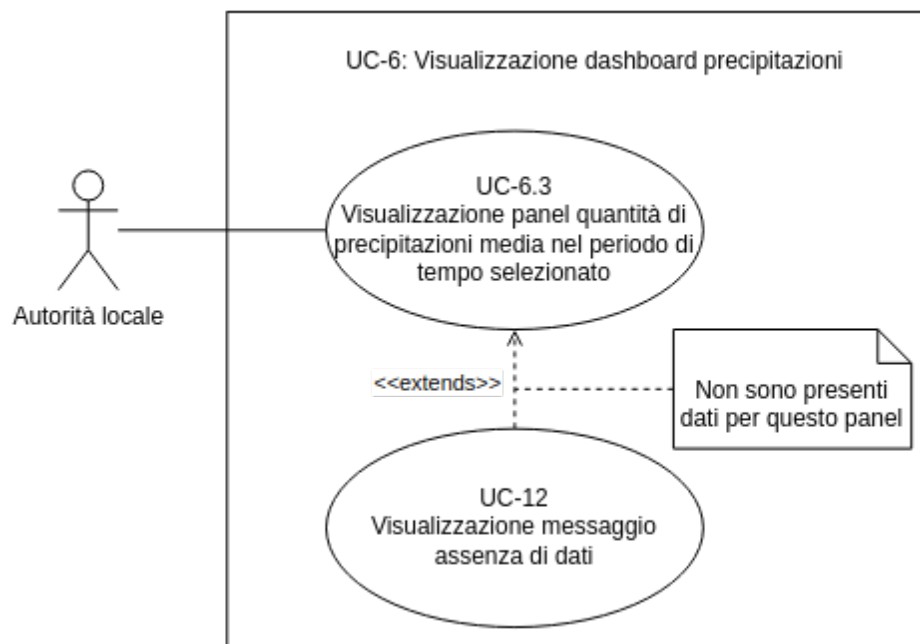 UC-6: Visualizzazione dashboard precipitazioni
UC-6.3
Visualizzazione panel quantità di
precipitazioni media nel periodo di
tempo selezionato
Autorità locale
<<extends>>
Non sono presenti
dati per questo panel
UC-12
Visualizzazione messaggio
assenza di dati